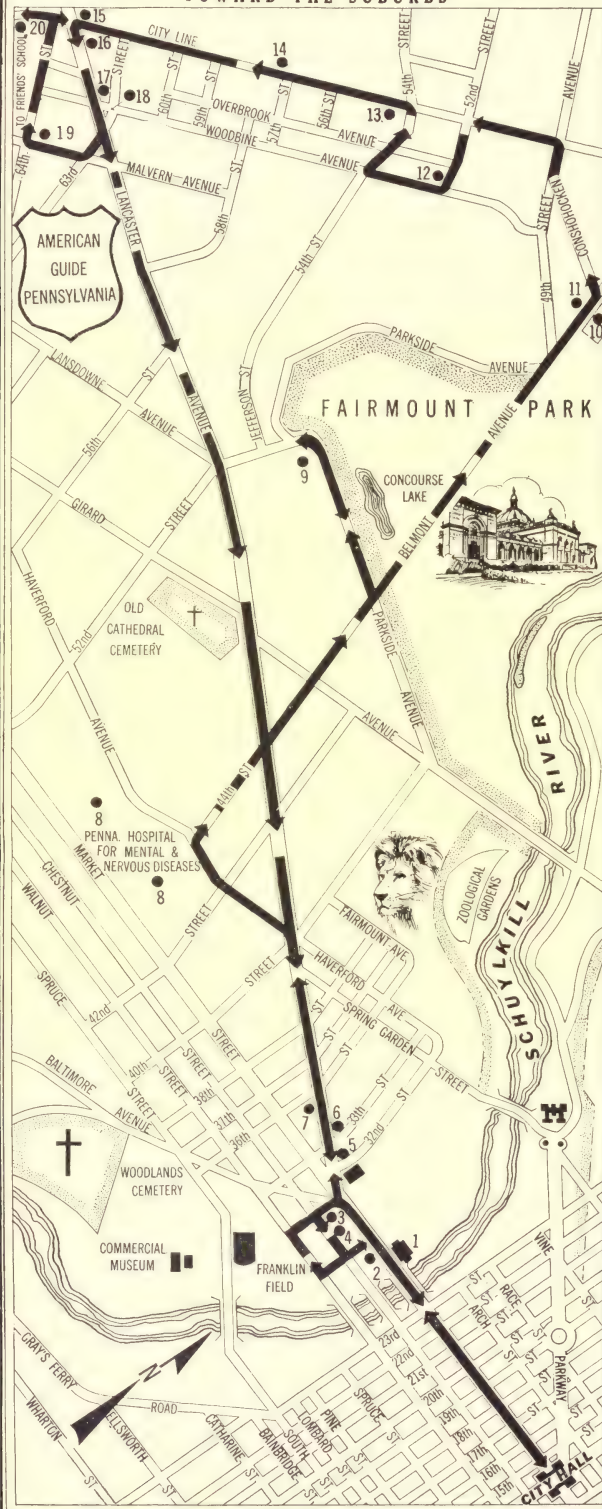 TOWARD THE SUBURBS
15
CITY LINE
STREET
20
16
14
STREET
54th
52nd
AVENUE
TO FRIENDS' SCHOOL
ST
17
18
60th
ST
59th
ST
OVERBROOK
57th
ST
56th
ST
13
WOODBINE
AVENUE
AVENUE
12
19
64th
63rd
MALVERN AVENUE
58th
ST
LANCASTER
STREET
CONSHOHOCKEN
49th
54th ST
11
10
AMERICAN
GUIDE
PENNSYLVANIA
PARKSIDE
AVENUE
LANSDOWNE
AVENUE
ST
AVENUE
JEFFERSON ST
FAIRMOUNT PARK
AVENUE
56th
STREET
9
CONCOURSE
LAKE
BELMONT
GIRARD
HAVERFORD
OLD
CATHEDRAL
CEMETERY
52nd
AVENUE
PARKSIDE
AVENUE
AVENUE
44th ST
RIVER
8
PENNA. HOSPITAL
FOR MENTAL &
NERVOUS DISEASES
8
MARKET
CHESTNUT
WALNUT
STREET
ZOOLOGICAL
GARDENS
SCHUYLKILL
FAIRMOUNT AVE.
SPRUCE
42nd
STREET
HAVERFORD
AVE
SPRING GARDEN
STREET
ST
BALTIMORE
AVENUE
40th
STREET
38th
STREET
37th
STREET
36th
7
6
33th
ST
32nd
5
WOODLANDS
CEMETERY
3
4
1
2
COMMERCIAL
MUSEUM
FRANKLIN
FIELD
VINE
RACE
ST
ARCH
ST
ST
PARKWAY
23rd
22nd
21st
20th
19th
18th
17th
16th
15th
N
GRAYS FERRY
ROAD
WHARTON
ST
ELLSWORTH
ST
CATHARINE
ST
BAINBRIDGE
ST
SOUTH
LOMBARD
ST
PINE
ST
SPRUCE
ST
CITY HALL